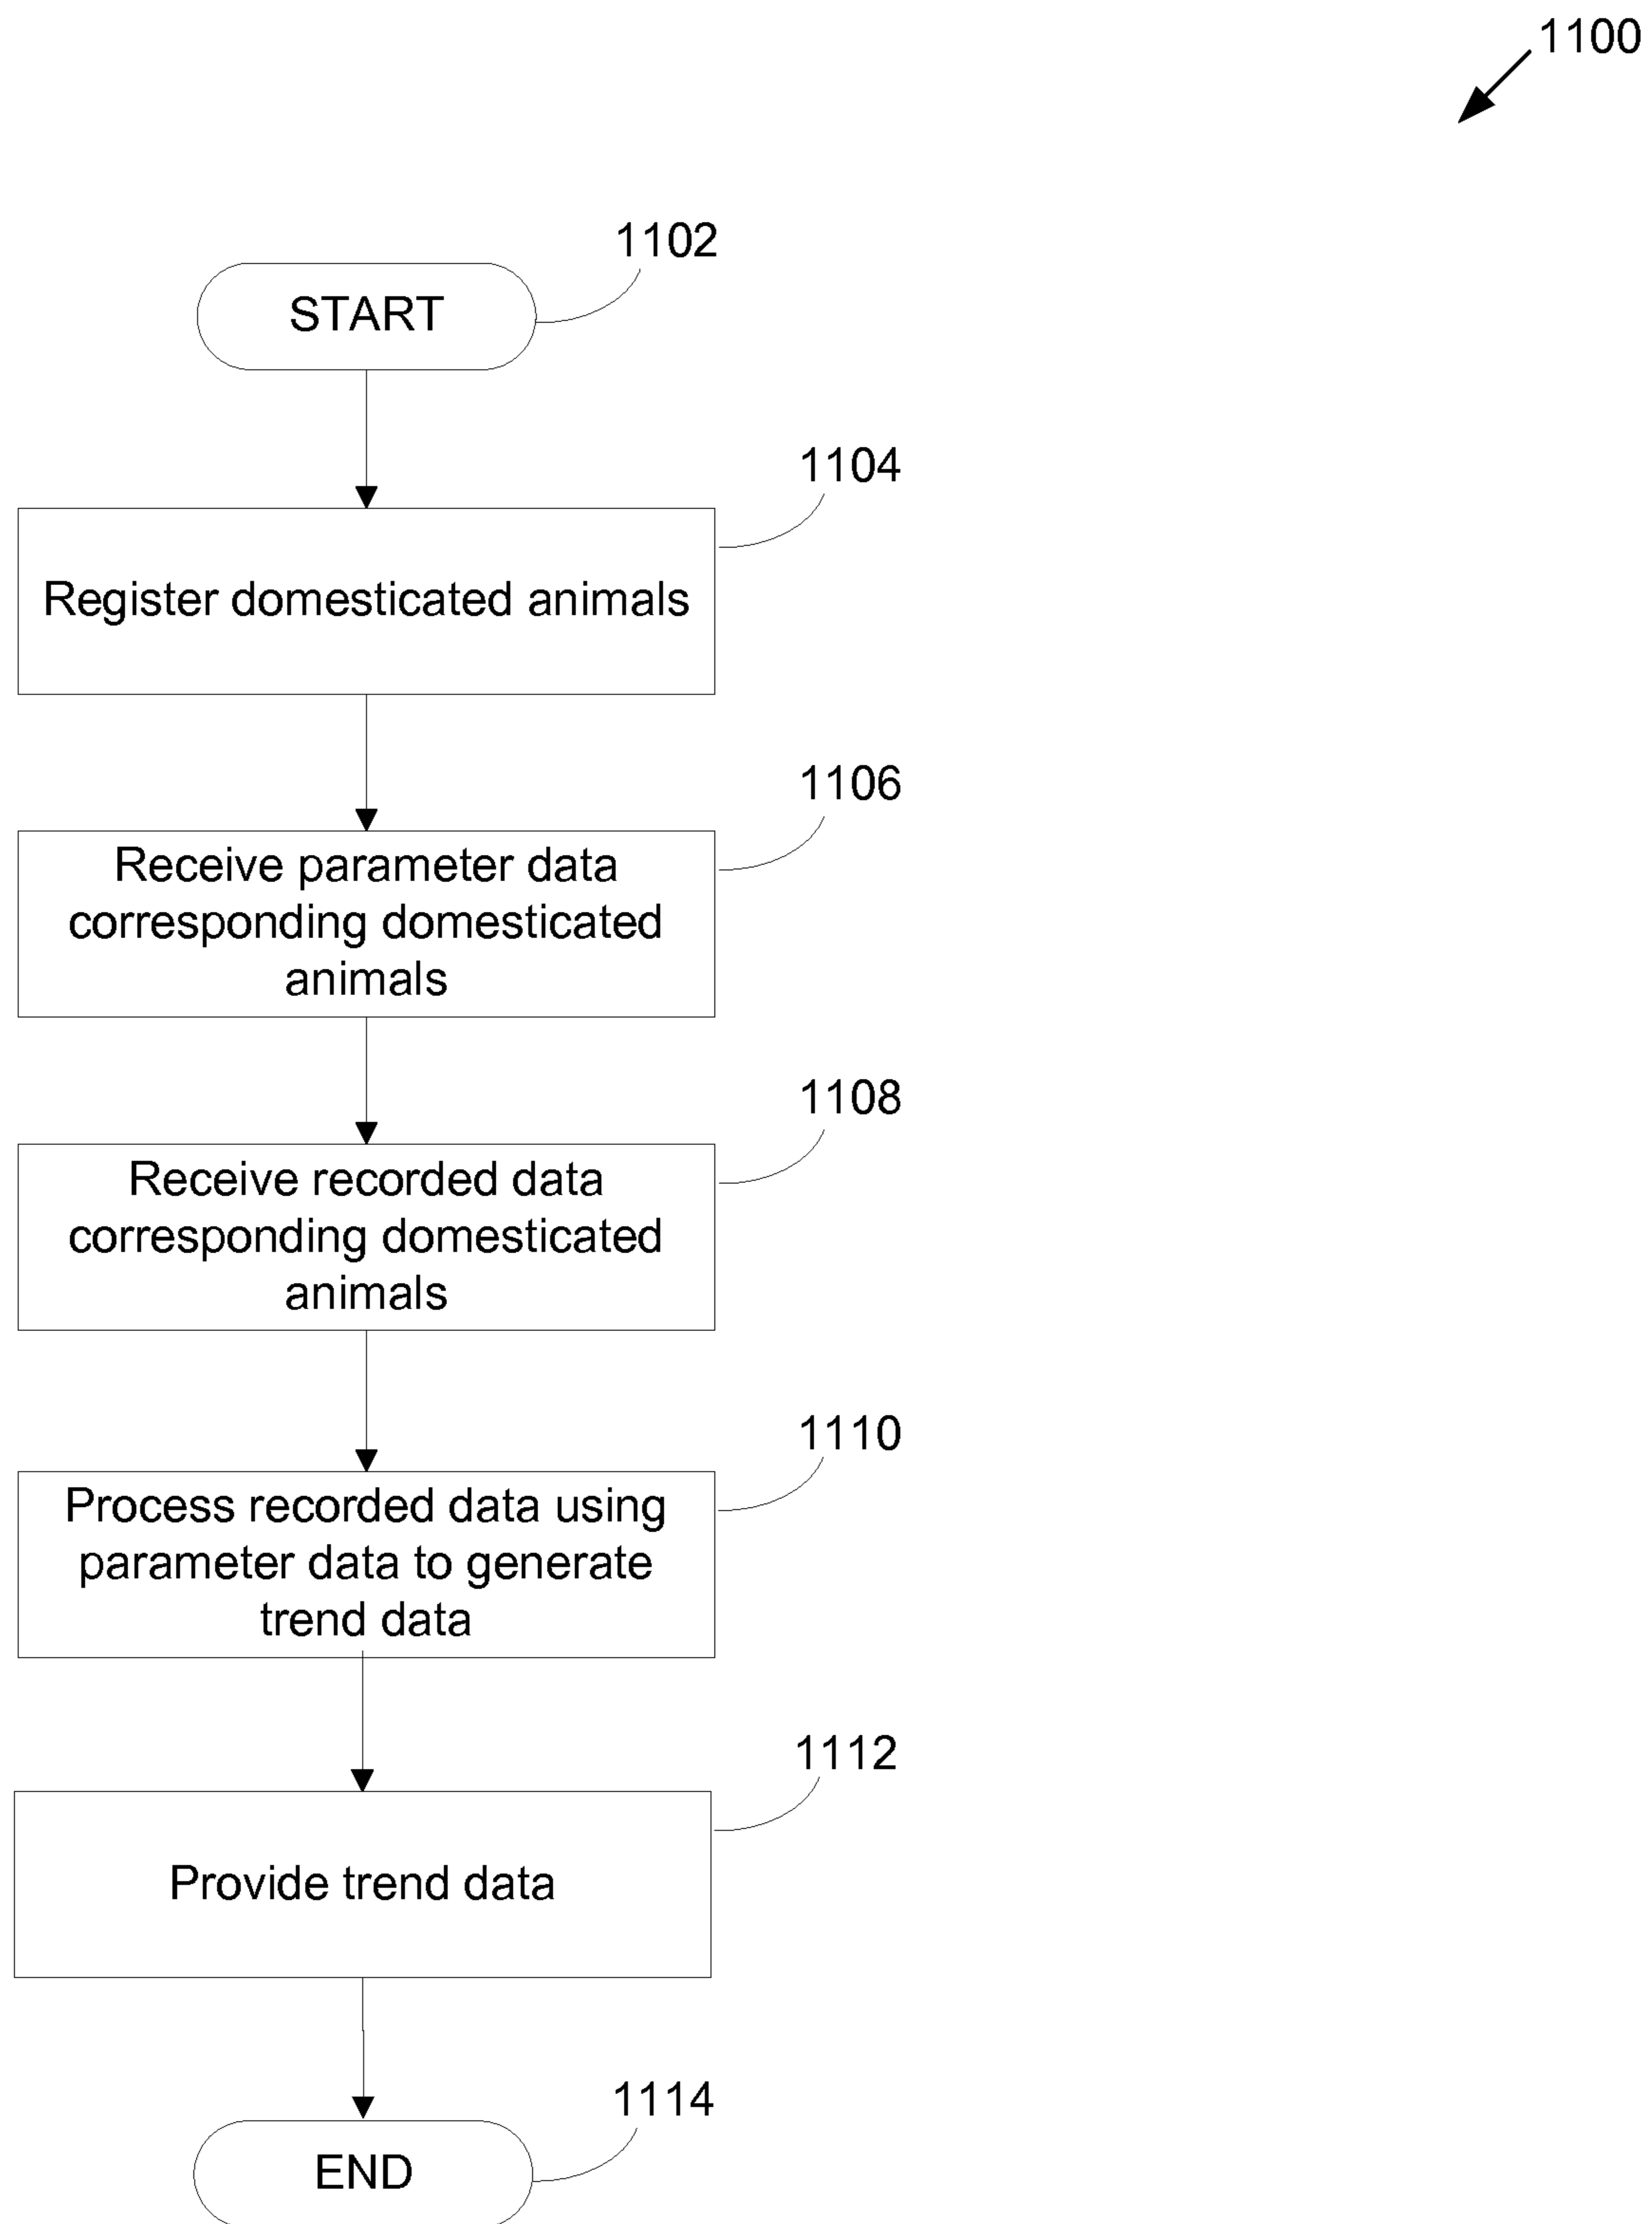 1100
1102
START
1104
Register domesticated animals
1106
Receive parameter data
corresponding domesticated
animals
1108
Receive recorded data
corresponding domesticated
animals
1110
Process recorded data using
parameter data to generate
trend data
1112
Provide trend data
1114
END